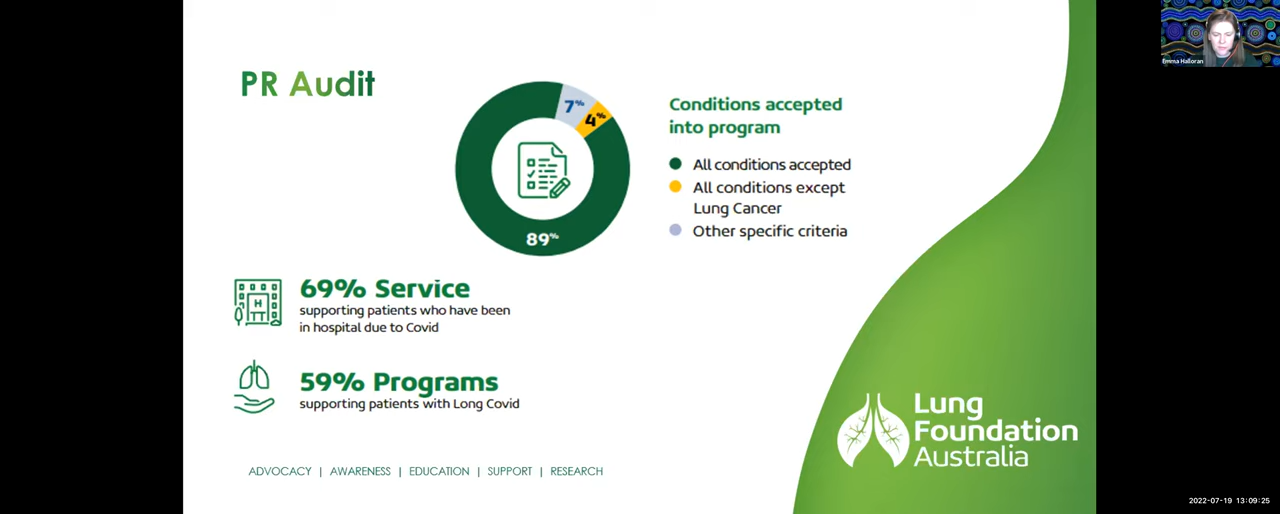 PR Audit
7%
4%
89%
Conditions accepted
into program
All conditions accepted
All conditions except
Lung Cancer
Other specific criteria
69% Service
supporting patients who have been
in hospital due to Covid
H
59% Programs
supporting patients with Long Covid
ADVOCACY | AWARENESS | EDUCATION | SUPPORT | RESEARCH
Lung
Foundation
Australia
Emma Halloran
2022-07-19 13:09:25